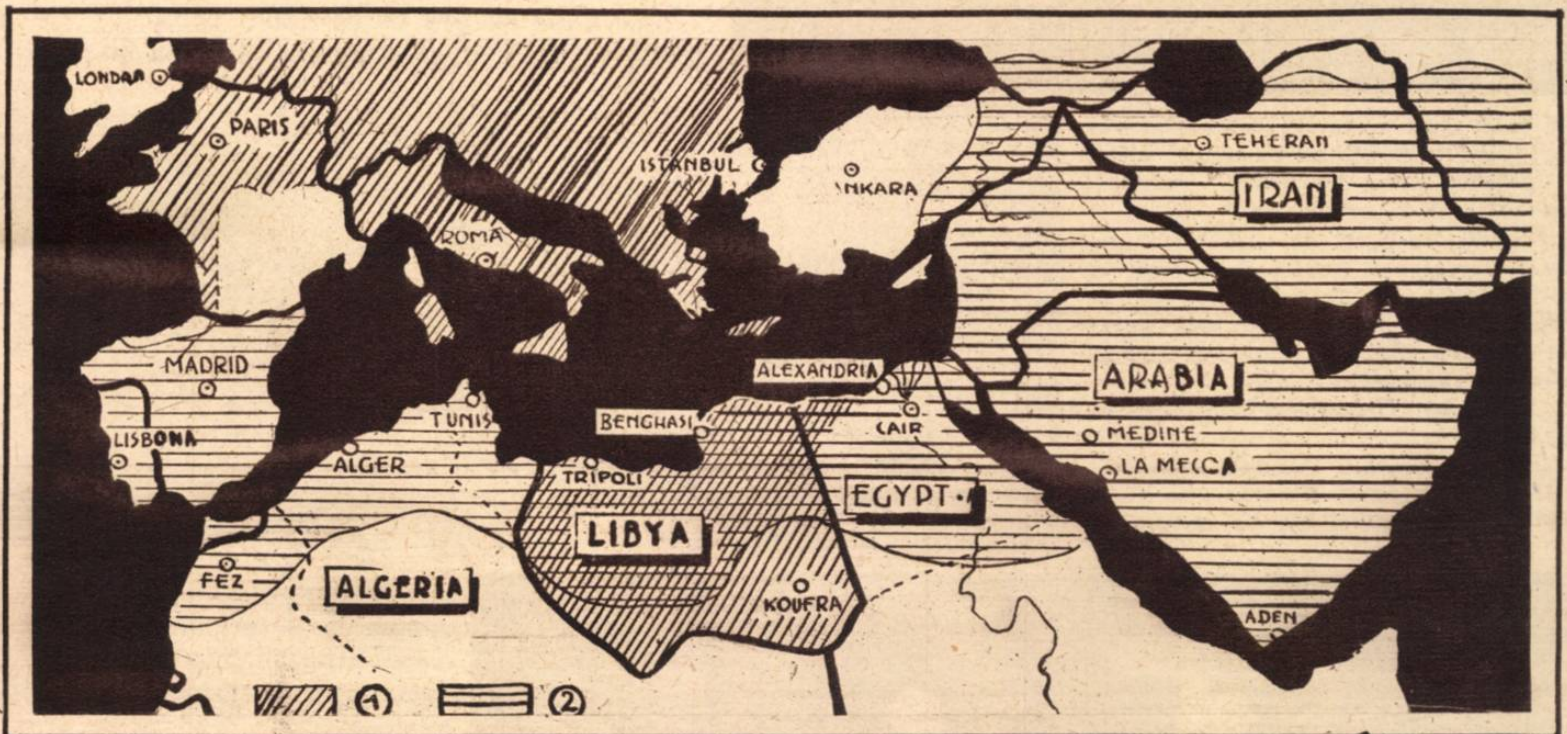 LONDRA
PARIS
ISTANBUL
NKARA
TEHERAN
IRAN
ROMA
MADRID
ALEXANDRIA
ARABIA
TUNIS
BENGHASI
CAIR
LISBONA
ALGER
MEDINE
TRIPOLI
LA MECCA
EGYPT.
LIBYA
FEZ
ALGERIA
KOUFRA
ADEN
1
2